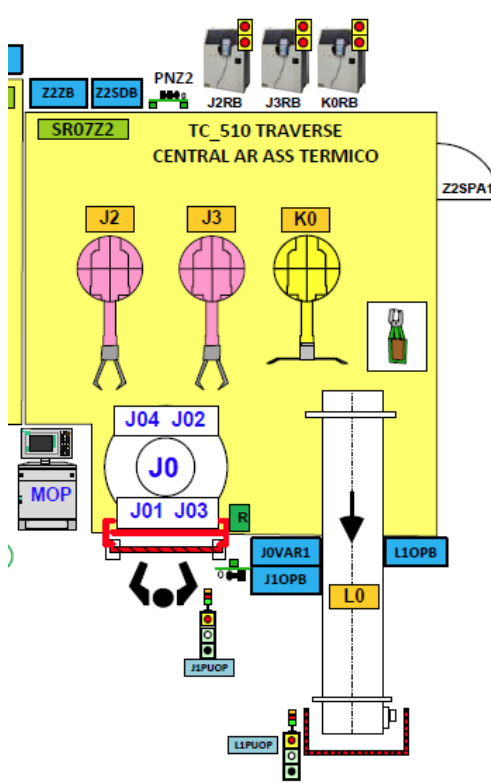 PNZ2
Z2ZB
Z2SDB
J2RB
J3RB
K0RB
SR07Z2
TC_510 TRAVERSE
CENTRAL AR ASS TERMICO
Z2SPA1
J2
J3
K0
J04 J02
J0
MOP
J01 J03
R
J0VAR1
L1OPB
J1OPB
L0
J1PUOP
L1PUOP